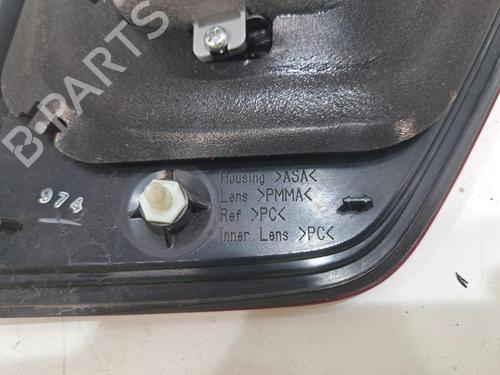 B-PARTS
Housing >ASA<
Lens >PMMA<
Ref >PC<
Inner Lens >PC<
974